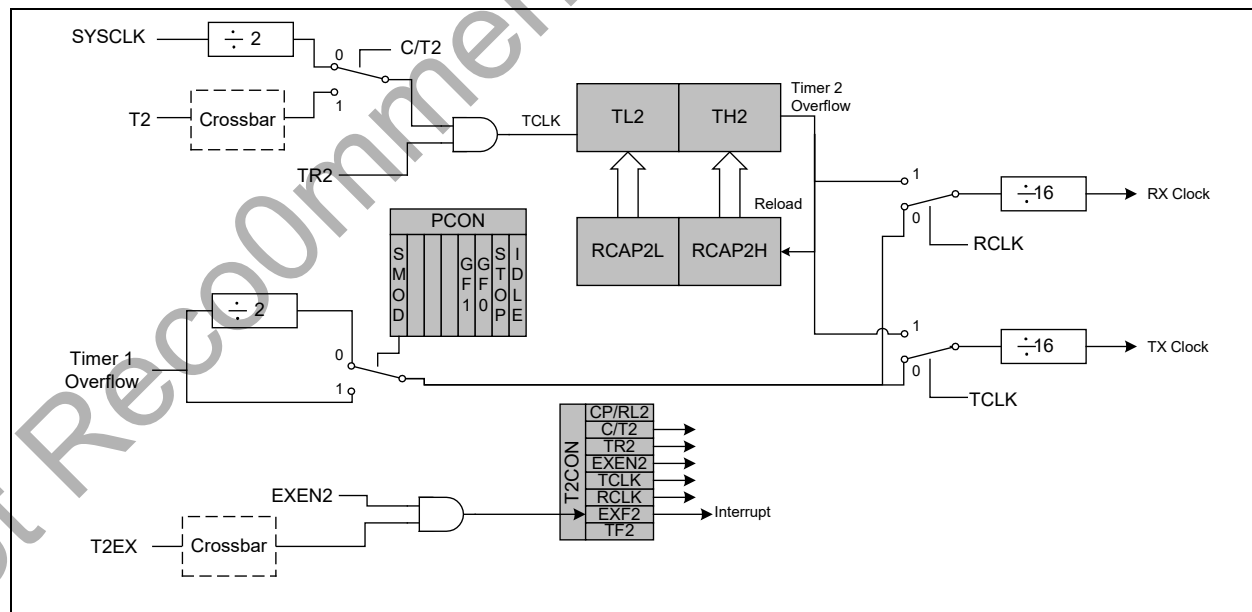 SYSCLK
÷ 2
0
C/T2
1
T2
Crossbar
TR2
TCLK
TL2
TH2
Timer 2
Overflow
Reload
RCAP2L
RCAP2H
1
0
÷16
RX Clock
RCLK
PCON
SMOD
GF1
GF0
STOP
IDLE
÷ 2
Timer 1
Overflow
0
1
1
0
÷16
TX Clock
TCLK
T2CON
CP/RL2
C/T2
TR2
EXEN2
TCLK
RCLK
EXF2
TF2
Interrupt
EXEN2
T2EX
Crossbar
t Reco0mmen